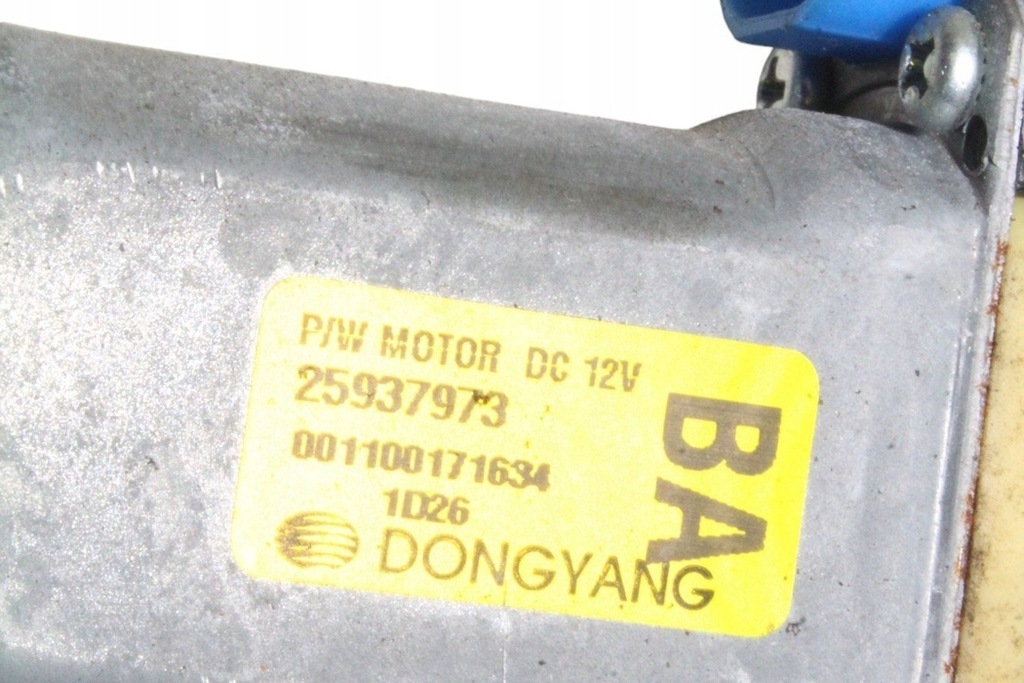 P/W MOTOR DC 12V
25937973
001100171634
1D26
DONGYANG
BA